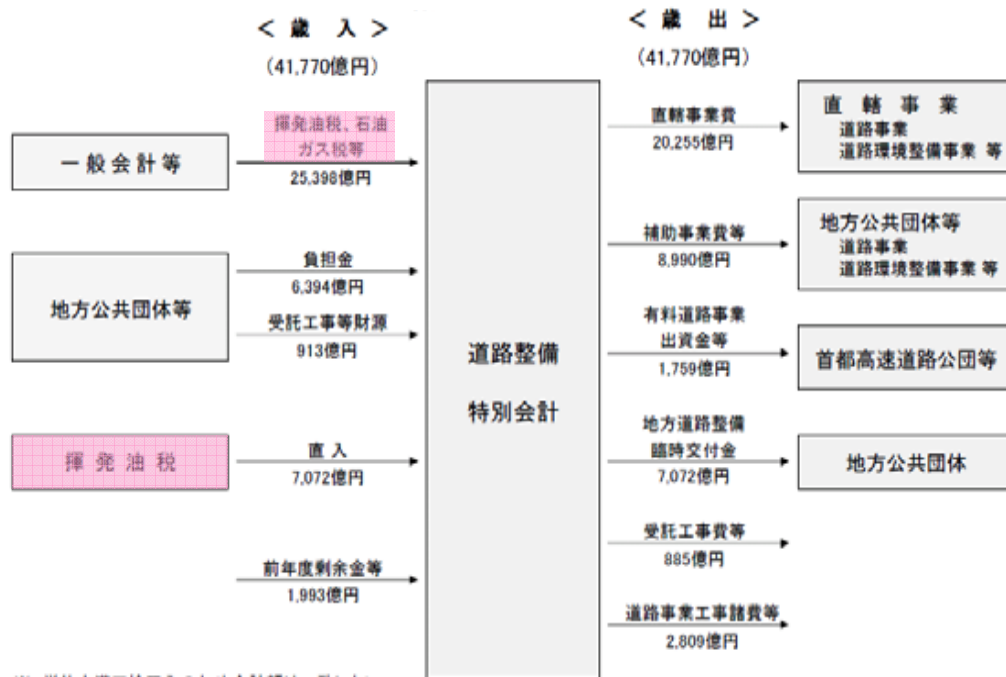 ＜ 歳 入 ＞
(41,770億円)
一般会計等
揮発油税、石油
ガス税等
25,398億円
地方公共団体等
負担金
6,394億円
受託工事等財源
913億円
揮発油税
直入
7,072億円
前年度剰余金等
1,993億円
道路整備
特別会計
＜ 歳 出 ＞
(41,770億円)
直轄事業費
20,255億円
直轄事業
道路事業
道路環境整備事業 等
補助事業費等
8,990億円
地方公共団体等
道路事業
道路環境整備事業 等
有料道路事業
出資金等
1,759億円
首都高速道路公団等
地方道路整備
臨時交付金
7,072億円
地方公共団体
受託工事費等
885億円
道路事業工事諸費等
2,809億円